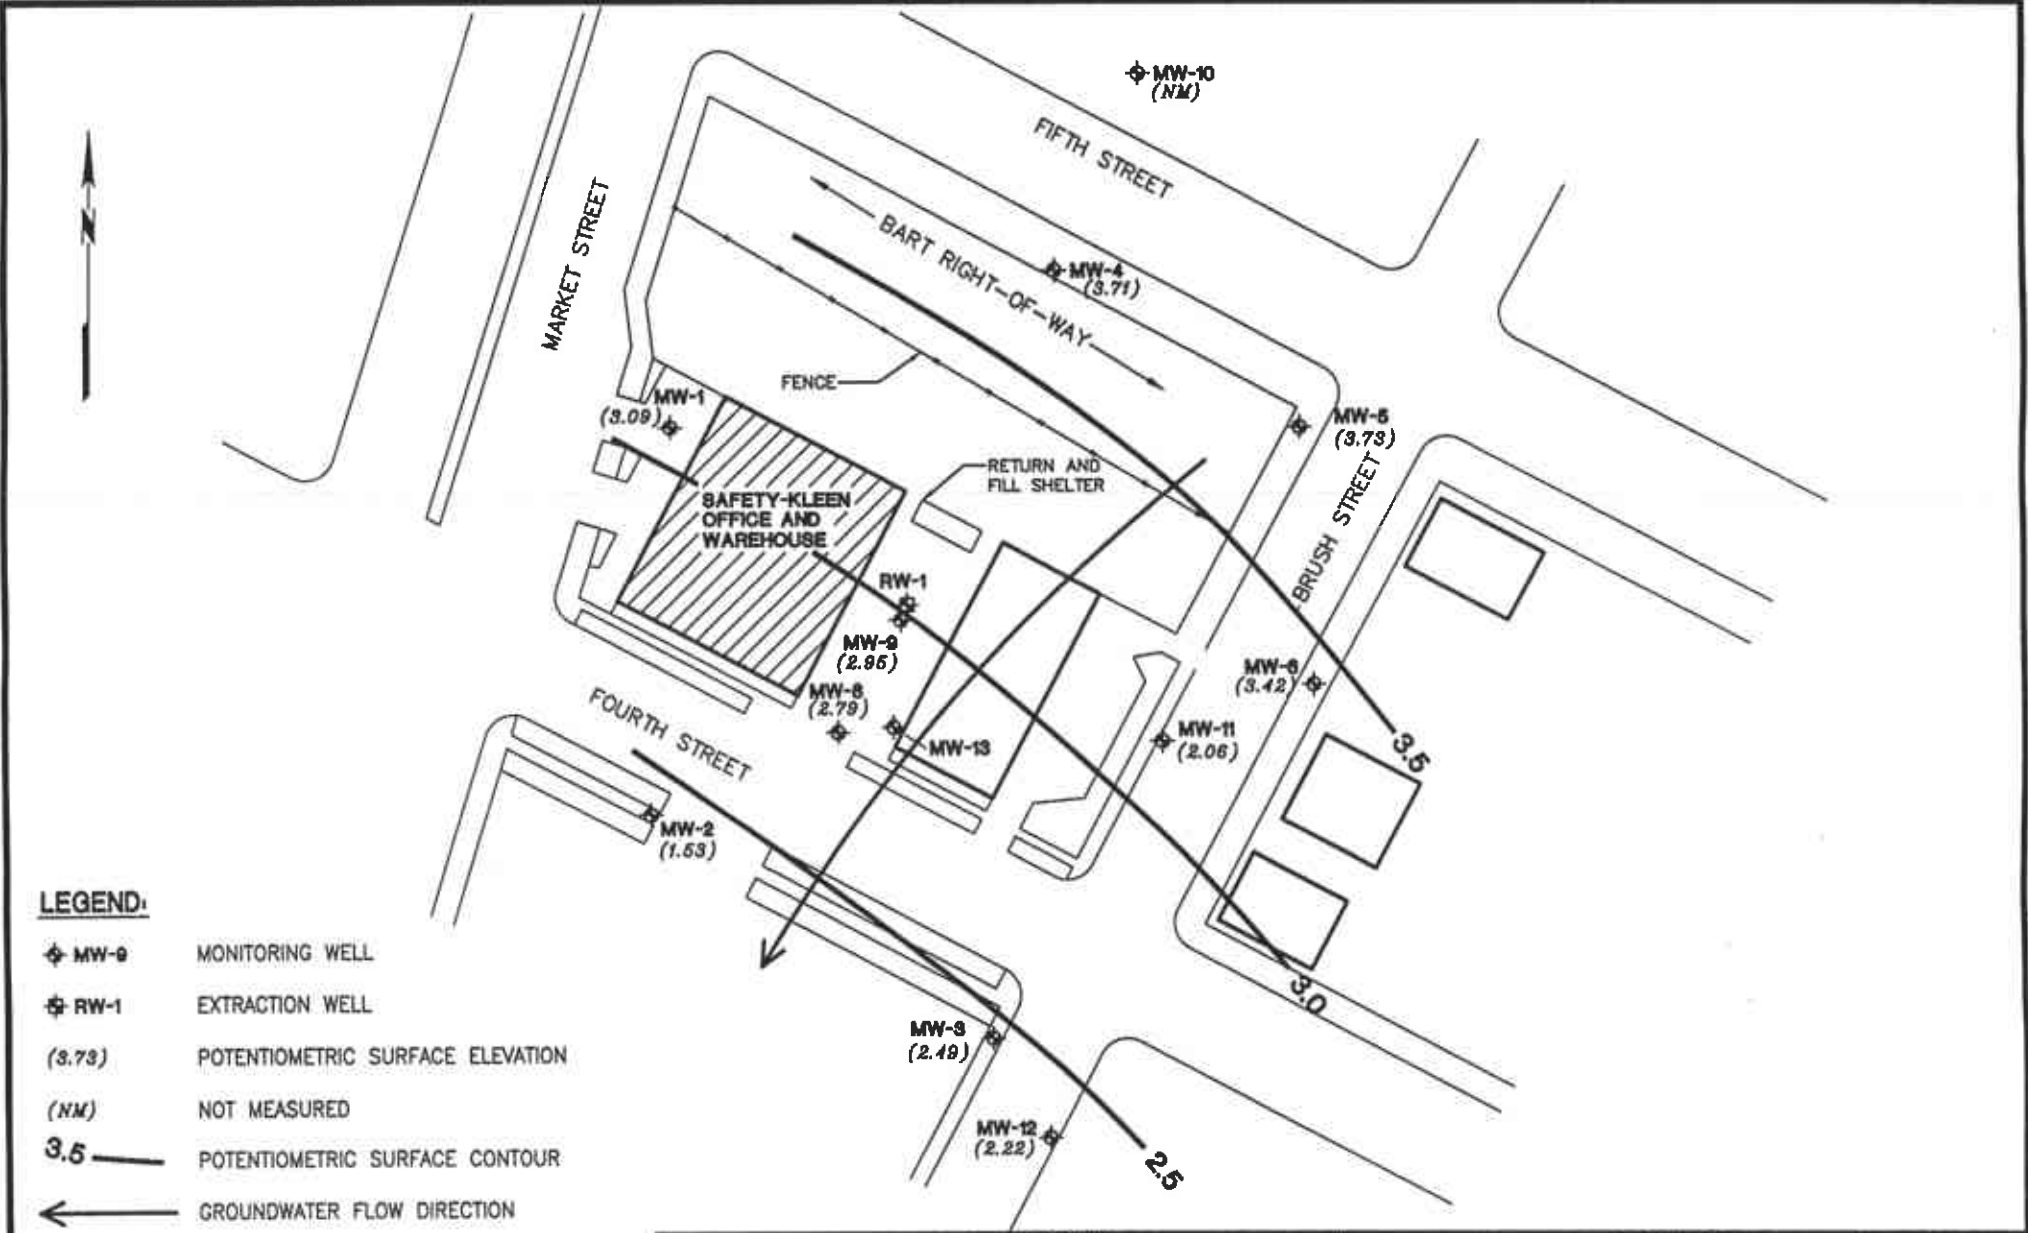 MW-10
(NM)
FIFTH STREET
N
MARKET STREET
BART RIGHT-OF-WAY
MW-4
(3.71)
FENCE
MW-1
(3.09)
MW-5
(3.73)
RETURN AND
FILL SHELTER
SAFETY-KLEEN
OFFICE AND
WAREHOUSE
BRUSH STREET
RW-1
MW-9
(2.95)
MW-6
(3.42)
MW-8
(2.79)
FOURTH STREET
MW-13
MW-11
(2.06)
3.5
MW-2
(1.53)
3.0
MW-3
(2.49)
MW-12
(2.22)
2.5
LEGEND:
MW-9 MONITORING WELL
RW-1 EXTRACTION WELL
(3.73) POTENTIOMETRIC SURFACE ELEVATION
(NM) NOT MEASURED
3.5 POTENTIOMETRIC SURFACE CONTOUR
GROUNDWATER FLOW DIRECTION